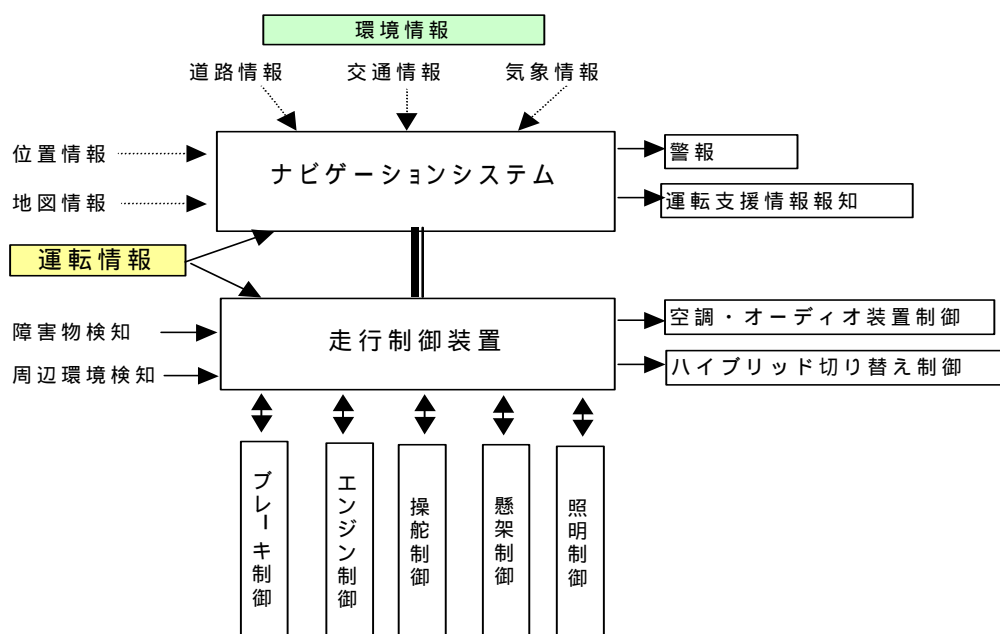 環境情報
道路情報
交通情報
気象情報
位置情報
ナビゲーションシステム
警報
地図情報
運転支援情報報知
運転情報
障害物検知
走行制御装置
空調・オーディオ装置制御
周辺環境検知
ハイブリッド切り替え制御
ブレーキ制御
エンジン制御
操舵制御
懸架制御
照明制御